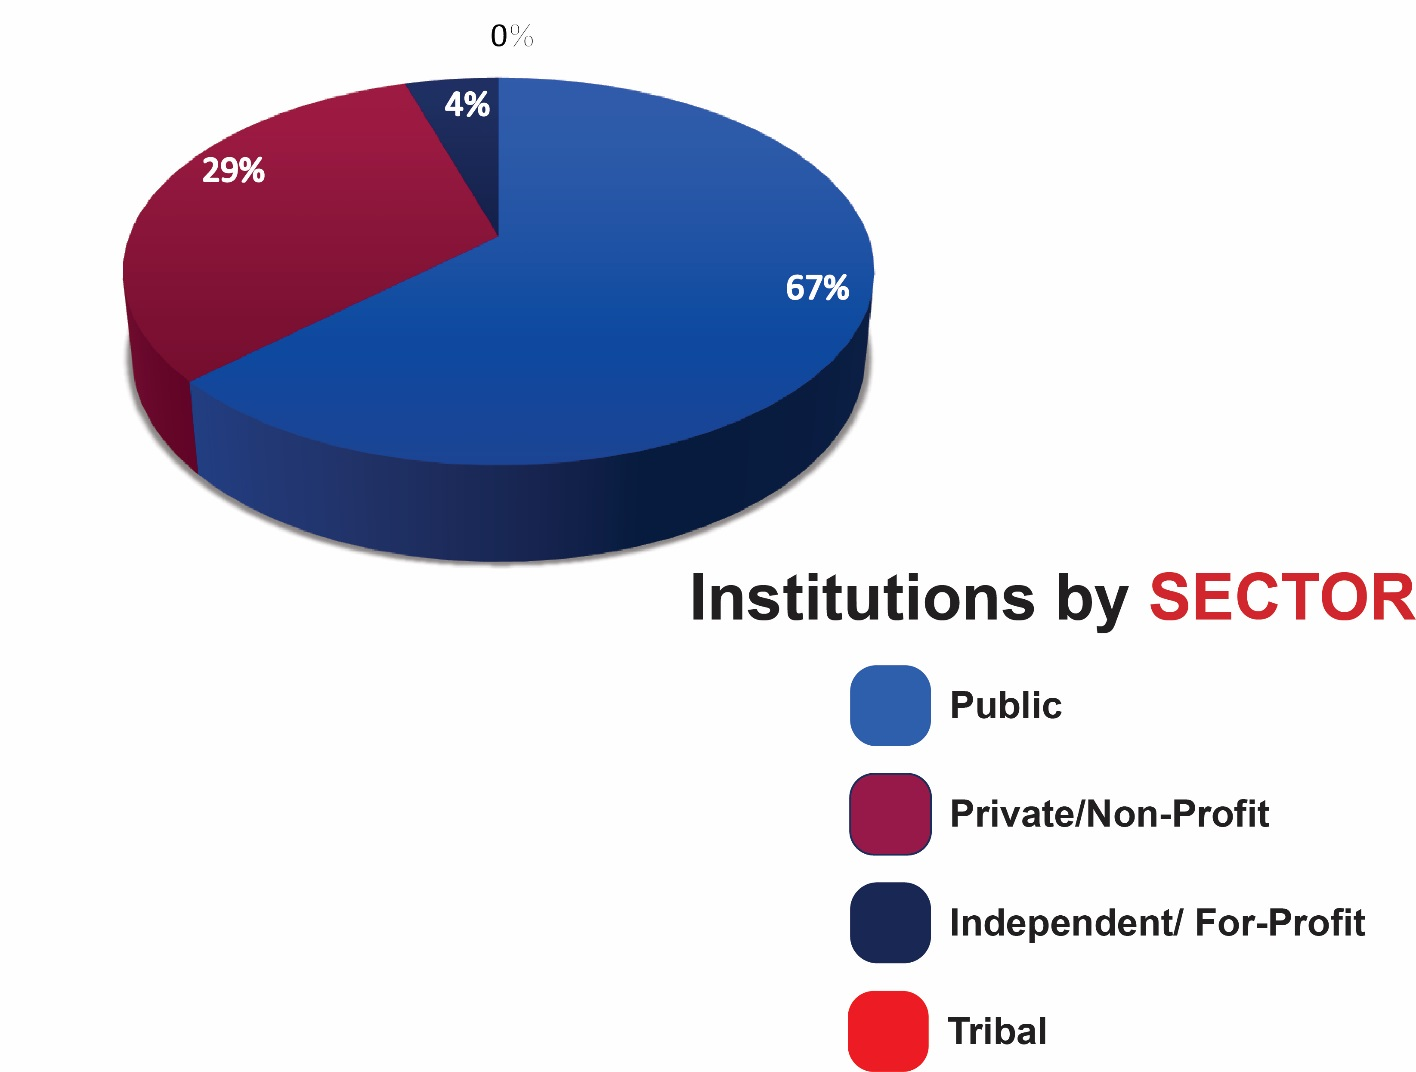 0%
4%
29%
67%
Institutions by SECTOR
Public
Private/Non-Profit
Independent/ For-Profit
Tribal